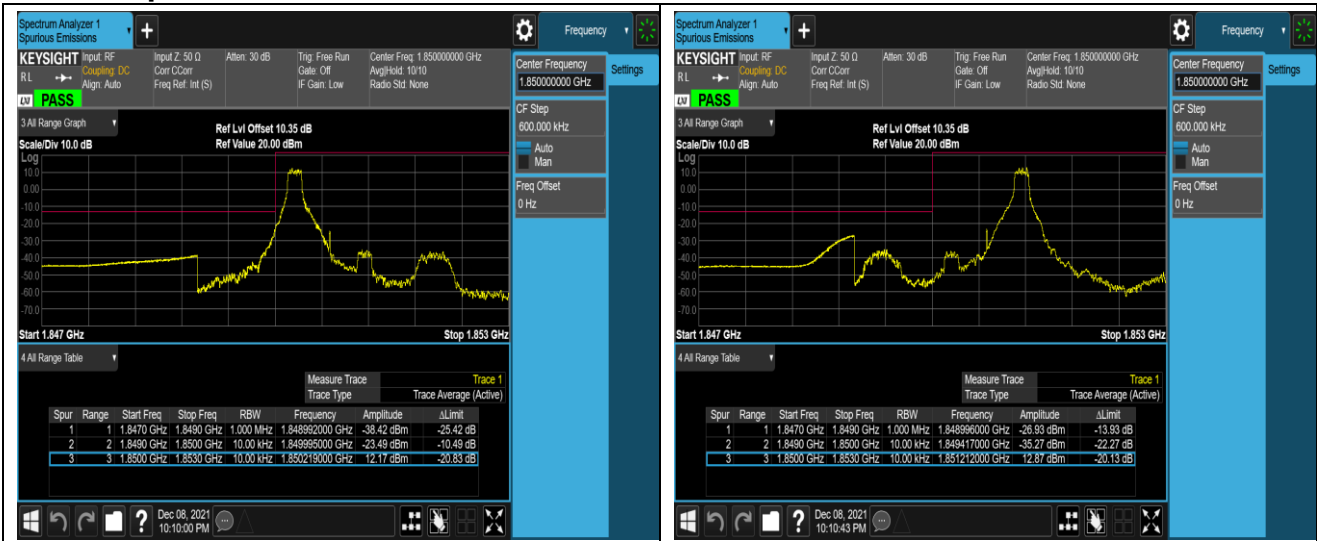 Spectrum Analyzer 1
Spurious Emissions
+
Frequency
KEYSIGHT Input: RF Input Z: 50 Ω Atten: 30 dB Trig: Free Run Center Freq: 1.850000000 GHz
RL Coupling: DC Corr CCorr Gate: Off Avg|Hold: 10/10
Align: Auto Freq Ref: Int (S) IF Gain: Low Radio Std: None
LXI PASS
Center Frequency
1.850000000 GHz
Settings
CF Step
600.000 kHz
Auto
Man
Freq Offset
0 Hz
3 All Range Graph
Ref Lvl Offset 10.35 dB
Scale/Div 10.0 dB Ref Value 20.00 dBm
Log
10.0
0.00
-10.0
-20.0
-30.0
-40.0
-50.0
-60.0
-70.0
Start 1.847 GHz Stop 1.853 GHz
4 All Range Table
Measure Trace Trace 1
Trace Type Trace Average (Active)
Spur Range Start Freq Stop Freq RBW Frequency Amplitude ΔLimit
1 1 1.8470 GHz 1.8490 GHz 1.000 MHz 1.848992000 GHz -38.42 dBm -25.42 dB
2 2 1.8490 GHz 1.8500 GHz 10.00 kHz 1.849995000 GHz -23.49 dBm -10.49 dB
3 3 1.8500 GHz 1.8530 GHz 10.00 kHz 1.850219000 GHz 12.17 dBm -20.83 dB
? Dec 08, 2021
10:10:00 PM
Spectrum Analyzer 1
Spurious Emissions
+
Frequency
KEYSIGHT Input: RF Input Z: 50 Ω Atten: 30 dB Trig: Free Run Center Freq: 1.850000000 GHz
RL Coupling: DC Corr CCorr Gate: Off Avg|Hold: 10/10
Align: Auto Freq Ref: Int (S) IF Gain: Low Radio Std: None
LXI PASS
Center Frequency
1.850000000 GHz
Settings
CF Step
600.000 kHz
Auto
Man
Freq Offset
0 Hz
3 All Range Graph
Ref Lvl Offset 10.35 dB
Scale/Div 10.0 dB Ref Value 20.00 dBm
Log
10.0
0.00
-10.0
-20.0
-30.0
-40.0
-50.0
-60.0
-70.0
Start 1.847 GHz Stop 1.853 GHz
4 All Range Table
Measure Trace Trace 1
Trace Type Trace Average (Active)
Spur Range Start Freq Stop Freq RBW Frequency Amplitude ΔLimit
1 1 1.8470 GHz 1.8490 GHz 1.000 MHz 1.848996000 GHz -26.93 dBm -13.93 dB
2 2 1.8490 GHz 1.8500 GHz 10.00 kHz 1.849417000 GHz -35.27 dBm -22.27 dB
3 3 1.8500 GHz 1.8530 GHz 10.00 kHz 1.851212000 GHz 12.87 dBm -20.13 dB
? Dec 08, 2021
10:10:43 PM